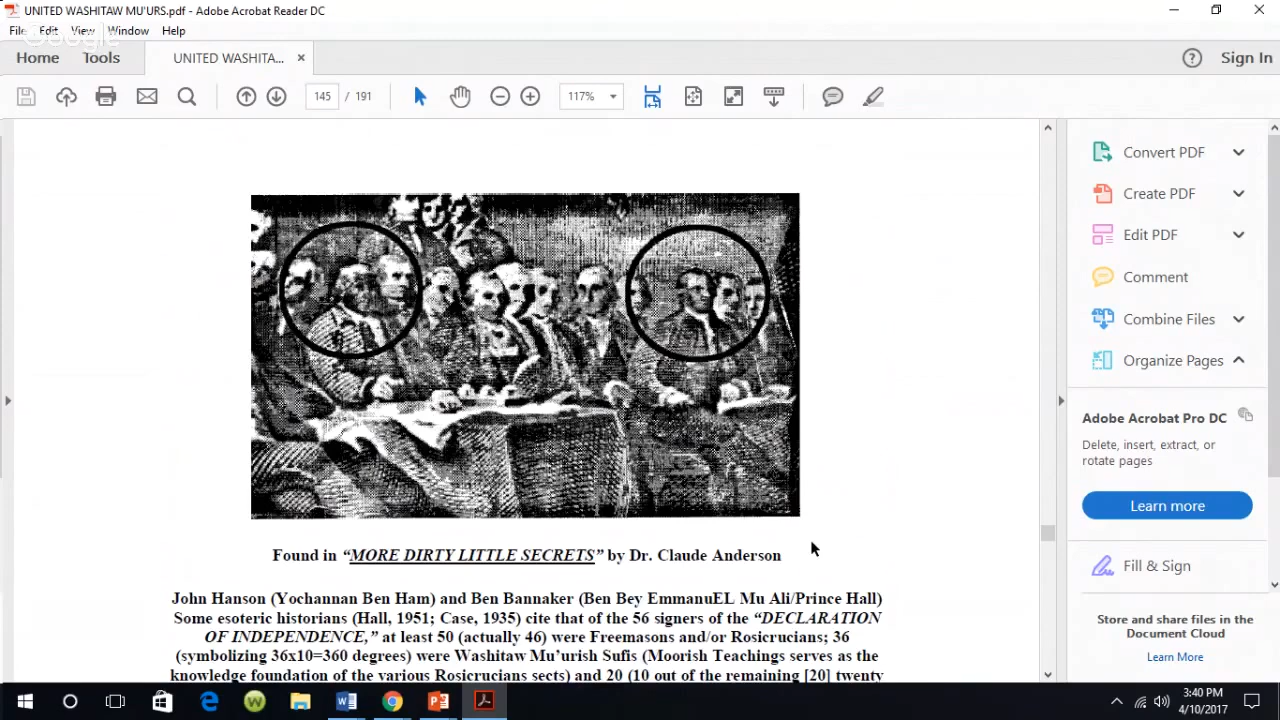 UNITED WASHITAW MU'URS.pdf - Adobe Acrobat Reader DC
File Edit View Window Help
Google
Home Tools UNITED WASHITA... × Sign In
145 / 191 117%
Convert PDF
Create PDF
Edit PDF
Comment
Combine Files
Organize Pages
Adobe Acrobat Pro DC
Delete, insert, extract, or
rotate pages
Learn more
Fill & Sign
Store and share files in the
Document Cloud
Learn More
Found in “MORE DIRTY LITTLE SECRETS” by Dr. Claude Anderson
John Hanson (Yochannan Ben Ham) and Ben Bannaker (Ben Bey EmmanuEL Mu Ali/Prince Hall)
Some esoteric historians (Hall, 1951; Case, 1935) cite that of the 56 signers of the “DECLARATION
OF INDEPENDENCE,” at least 50 (actually 46) were Freemasons and/or Rosicrucians; 36
(symbolizing 36x10=360 degrees) were Washitaw Mu’urish Sufis (Moorish Teachings serves as the
knowledge foundation of the various Rosicrucians sects) and 20 (10 out of the remaining [20] twenty
3:40 PM
4/10/2017